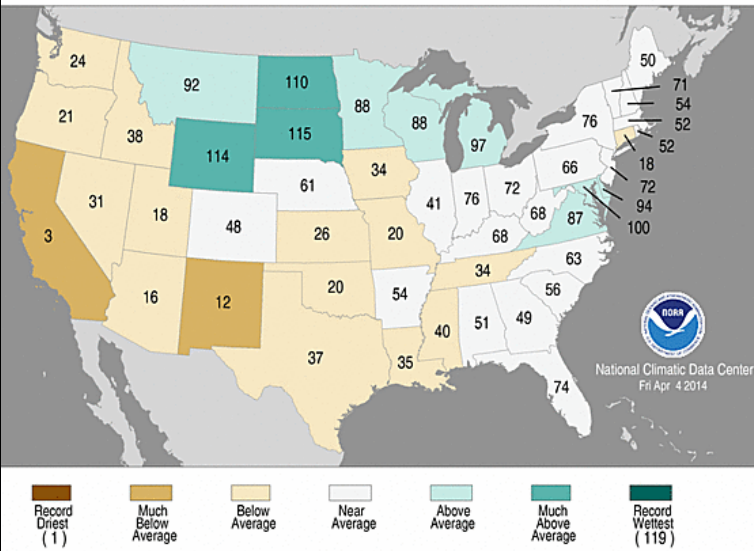 24
92
110
88
88
97
50
71
54
52
52
18
72
94
100
21
38
114
115
76
3
31
18
48
61
34
41
76
72
66
68
87
16
12
26
20
68
63
34
56
20
54
37
35
40
51
49
74
NOAA
National Climatic Data Center
Fri Apr 4 2014
Record
Driest
(1)
Much
Below
Average
Below
Average
Near
Average
Above
Average
Much
Above
Average
Record
Wettest
(119)